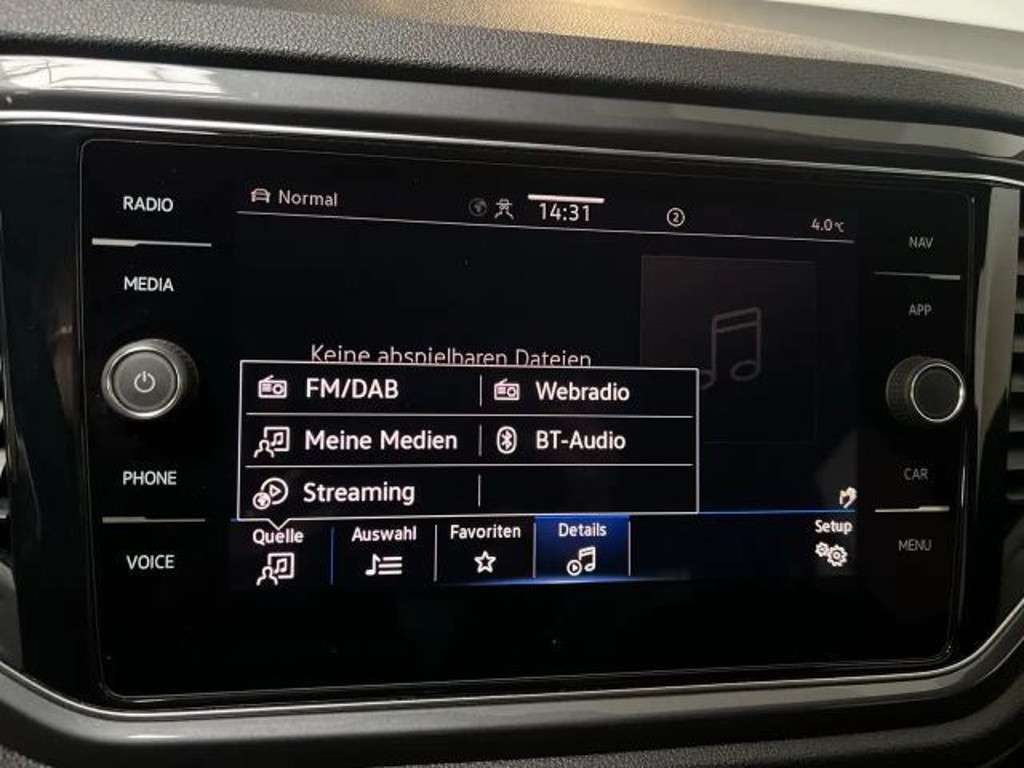 RADIO
MEDIA
PHONE
VOICE
Normal
14:31
2
4.0°C
Keine abspielbaren Dateien
FM/DAB
Webradio
Meine Medien
BT-Audio
Streaming
Quelle
Auswahl
Favoriten
Details
Setup
NAV
APP
CAR
MENU